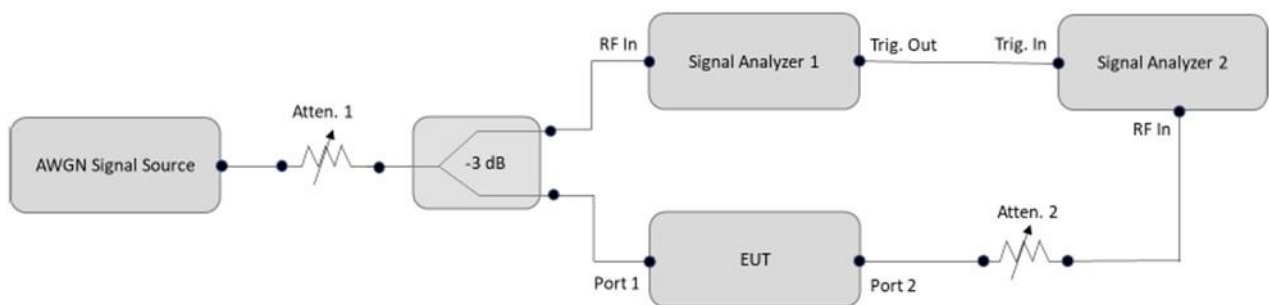 RF In
Signal Analyzer 1
Trig. Out
Trig. In
Signal Analyzer 2
RF In
Atten. 1
AWGN Signal Source
-3 dB
Atten. 2
EUT
Port 1
Port 2